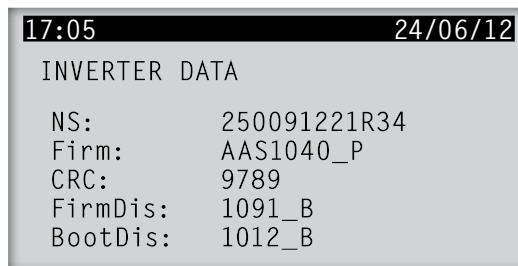 17:05 24/06/12
INVERTER DATA
NS: 250091221R34
Firm: AAS1040_P
CRC: 9789
FirmDis: 1091_B
BootDis: 1012_B